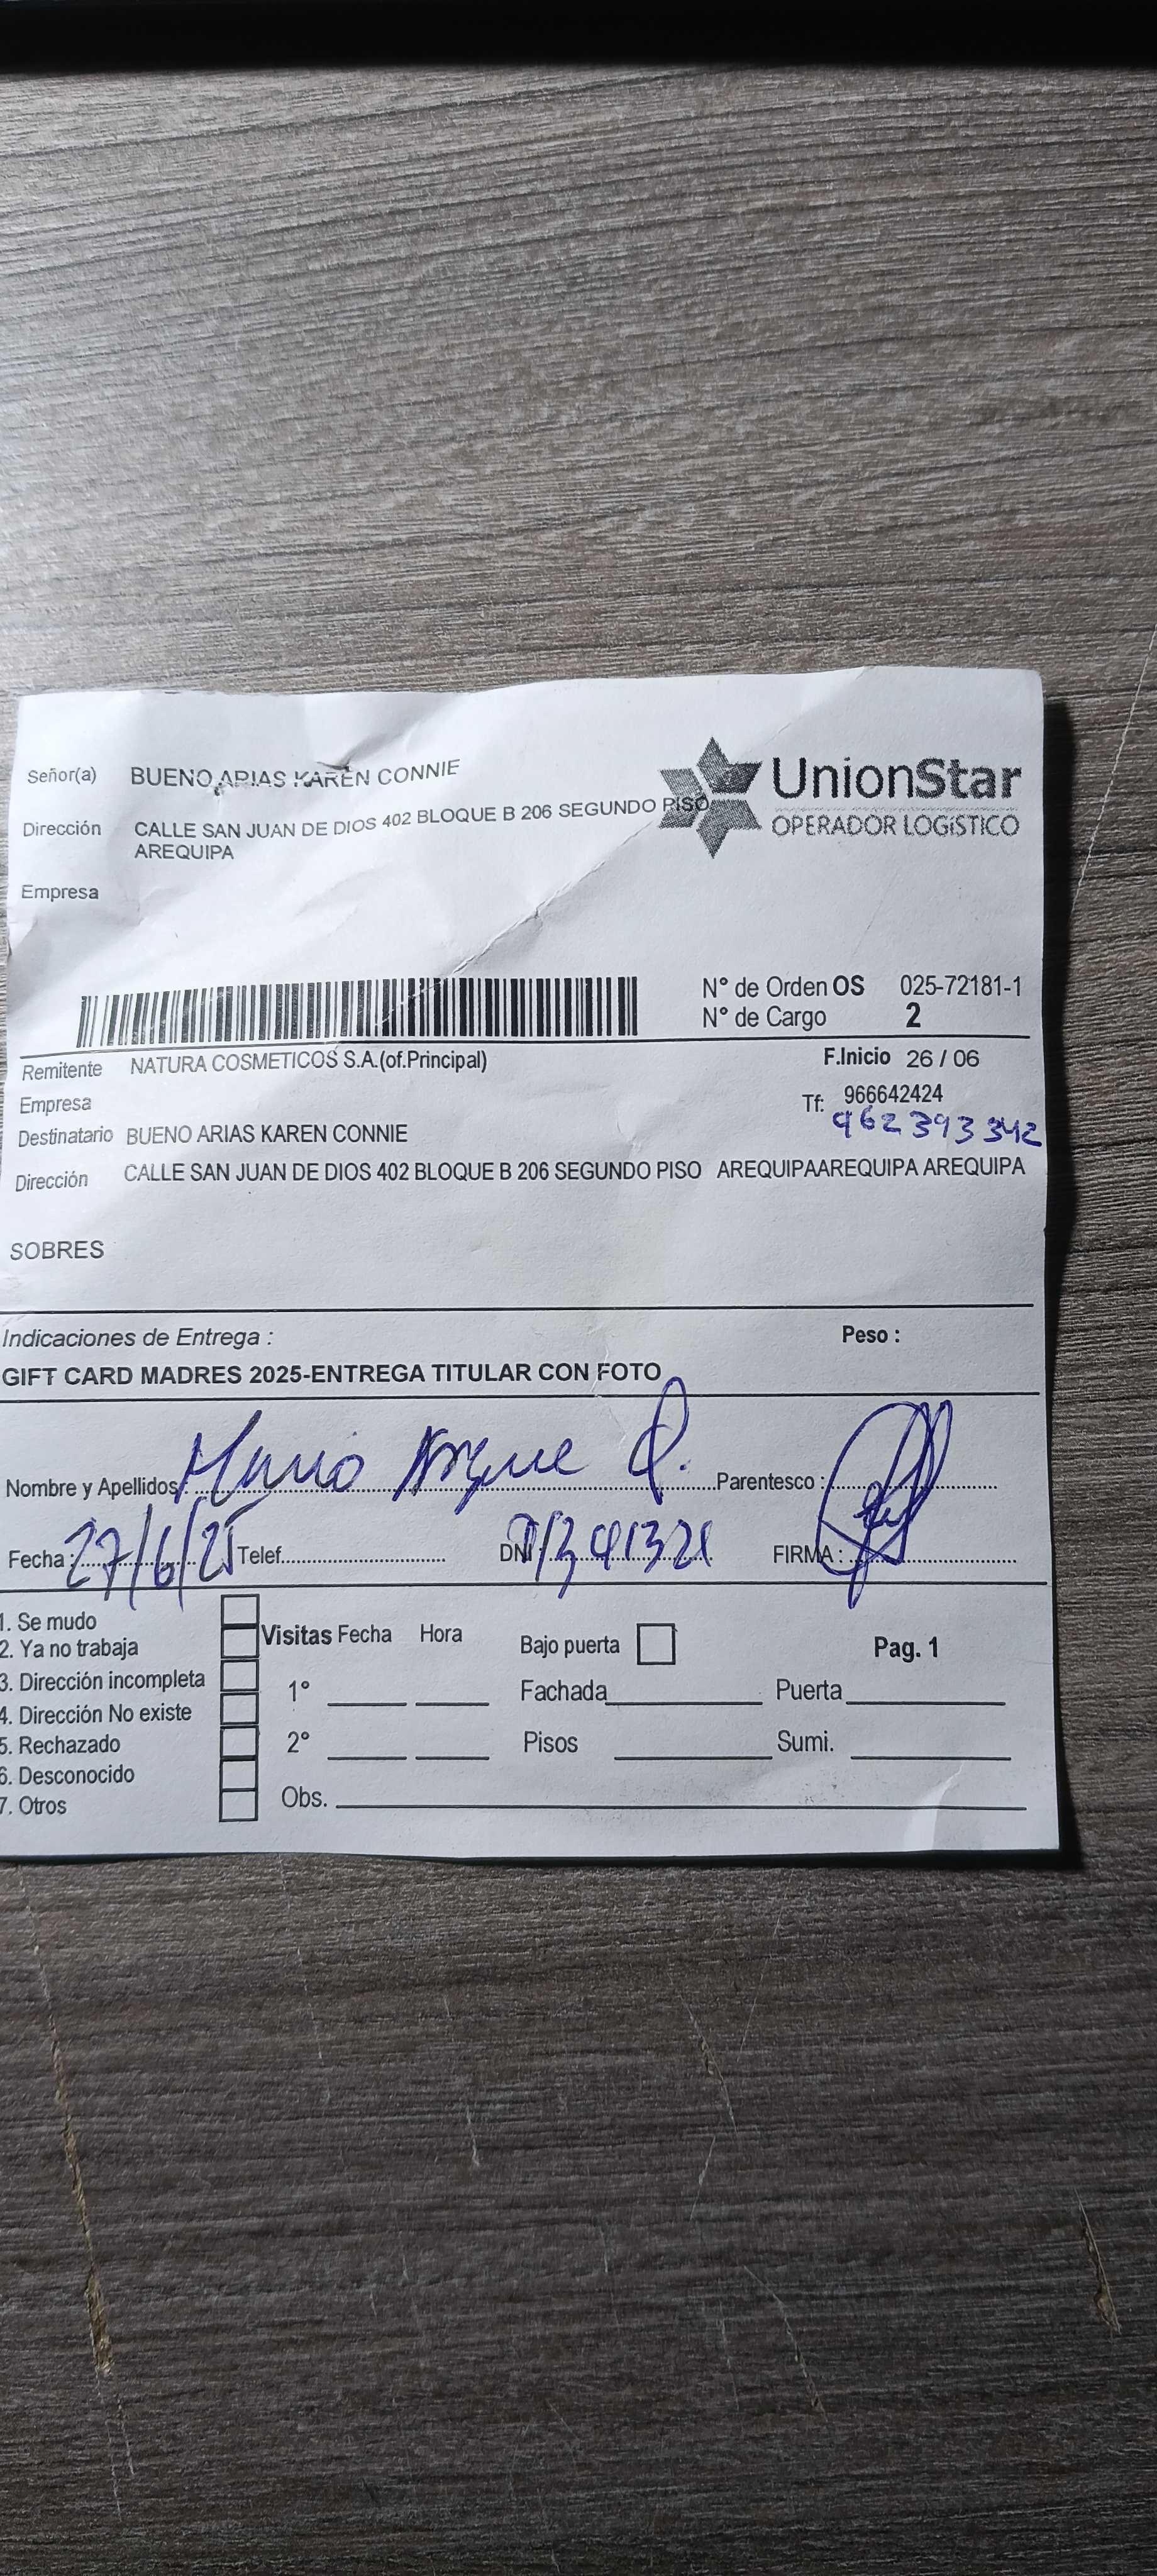 Señor(a) BUENO ARIAS KAREN CONNIE
UnionStar
OPERADOR LOGíSTICO
Dirección CALLE SAN JUAN DE DIOS 402 BLOQUE B 206 SEGUNDO PISO
AREQUIPA
Empresa
N° de Orden OS 025-72181-1
N° de Cargo 2
Remitente NATURA COSMETICOS S.A.(of.Principal)
F.Inicio 26 / 06
Empresa
Tf: 966642424
962393342
Destinatario BUENO ARIAS KAREN CONNIE
Dirección CALLE SAN JUAN DE DIOS 402 BLOQUE B 206 SEGUNDO PISO AREQUIPAAREQUIPA AREQUIPA
SOBRES
Indicaciones de Entrega : Peso :
GIFT CARD MADRES 2025-ENTREGA TITULAR CON FOTO
Nombre y Apellidos: Mario Q. Parentesco :
Fecha : 27/6/25 Telef. DNI : FIRMA :
1. Se mudo
2. Ya no trabaja
3. Dirección incompleta
4. Dirección No existe
5. Rechazado
6. Desconocido
7. Otros
Visitas Fecha Hora
Bajo puerta
Pag. 1
1° Fachada Puerta
2° Pisos Sumi.
Obs.